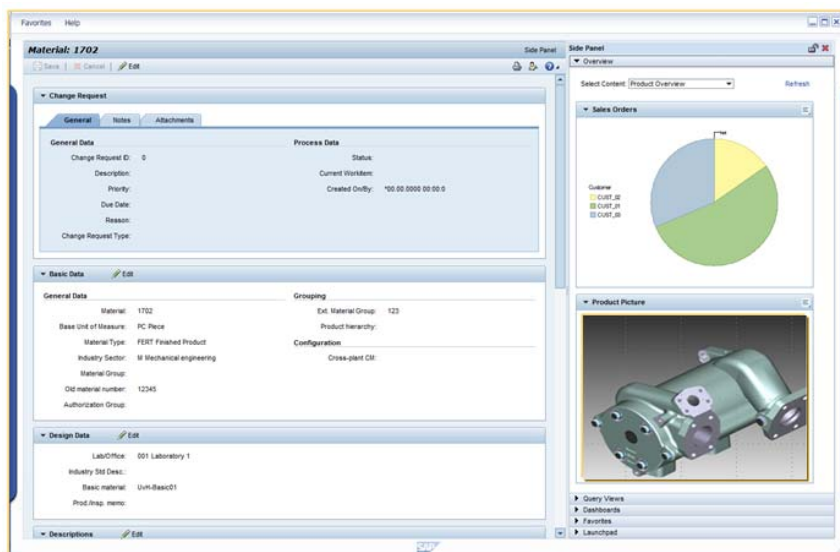 Favorites Help
Material: 1702
Side Panel
Save | Cancel | Edit
Change Request
General Notes Attachments
General Data
Change Request ID: 0
Description:
Priority:
Due Date:
Reason:
Change Request Type:
Process Data
Status:
Current Workitem:
Created On/By: *00.00.0000 00:00:0
Basic Data Edit
General Data
Material: 1702
Base Unit of Measure: PC Piece
Material Type: FERT Finished Product
Industry Sector: M Mechanical engineering
Material Group:
Old material number: 12345
Authorization Group:
Grouping
Ext. Material Group: 123
Product hierarchy:
Configuration
Cross-plant CM:
Design Data Edit
Lab/Office: 001 Laboratory 1
Industry Std Desc.:
Basic material: UvH-Basic01
Prod./insp. memo:
Descriptions Edit
SAP
Side Panel
Overview
Select Content: Product Overview Refresh
Sales Orders
Customer
CUST_02
CUST_01
CUST_03
Product Picture
Query Views
Dashboards
Favorites
Launchpad